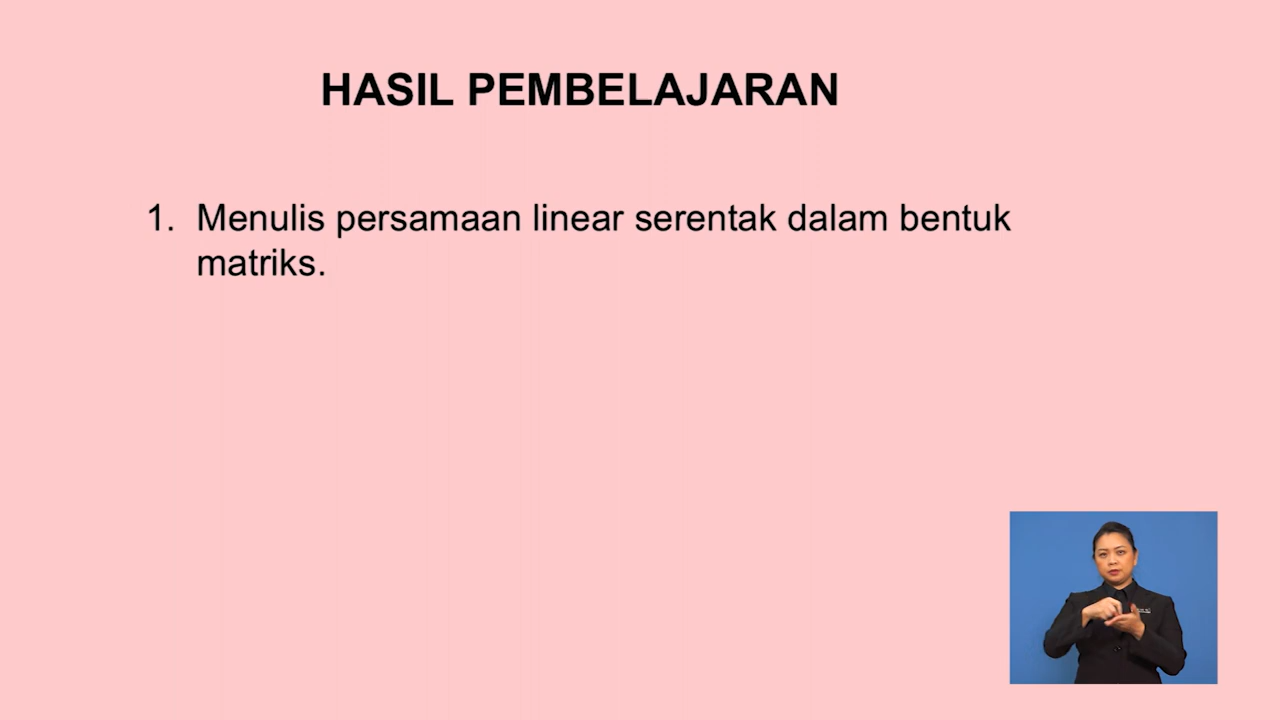 HASIL PEMBELAJARAN
1. Menulis persamaan linear serentak dalam bentuk
matriks.